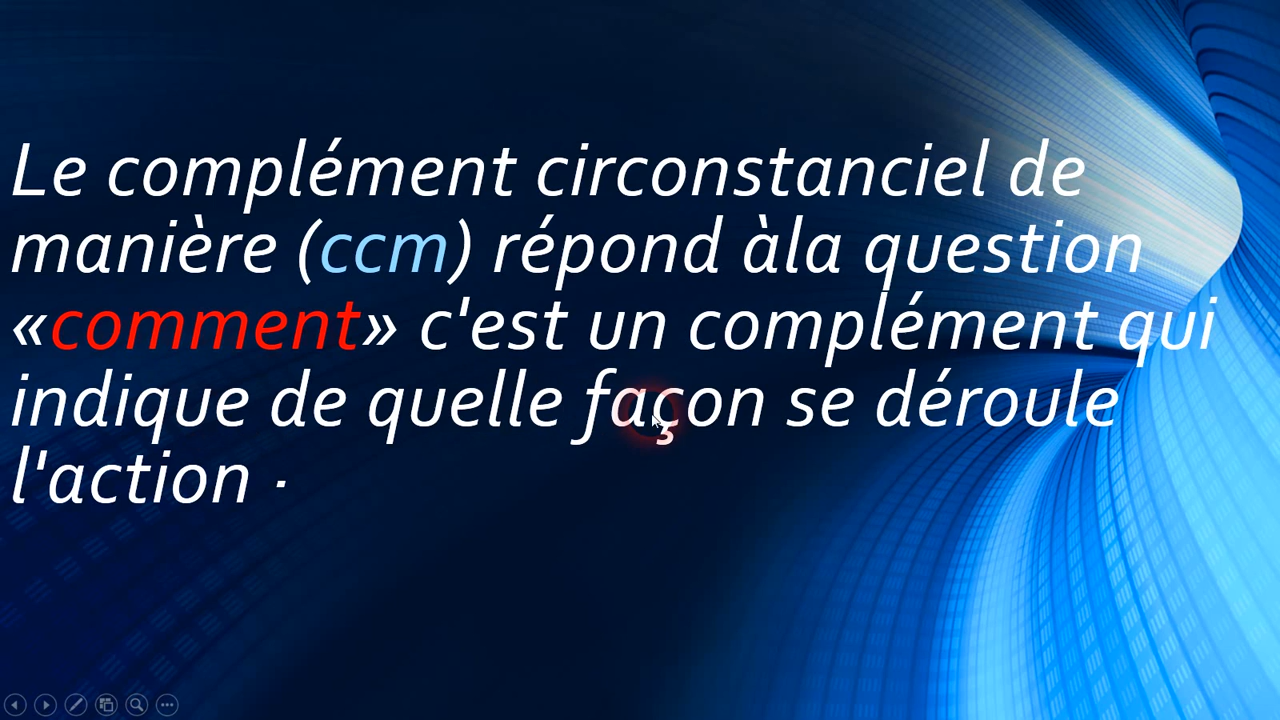 Le complément circonstanciel de
manière (ccm) répond àla question
«comment» c'est un complément qui
indique de quelle façon se déroule
l'action ·